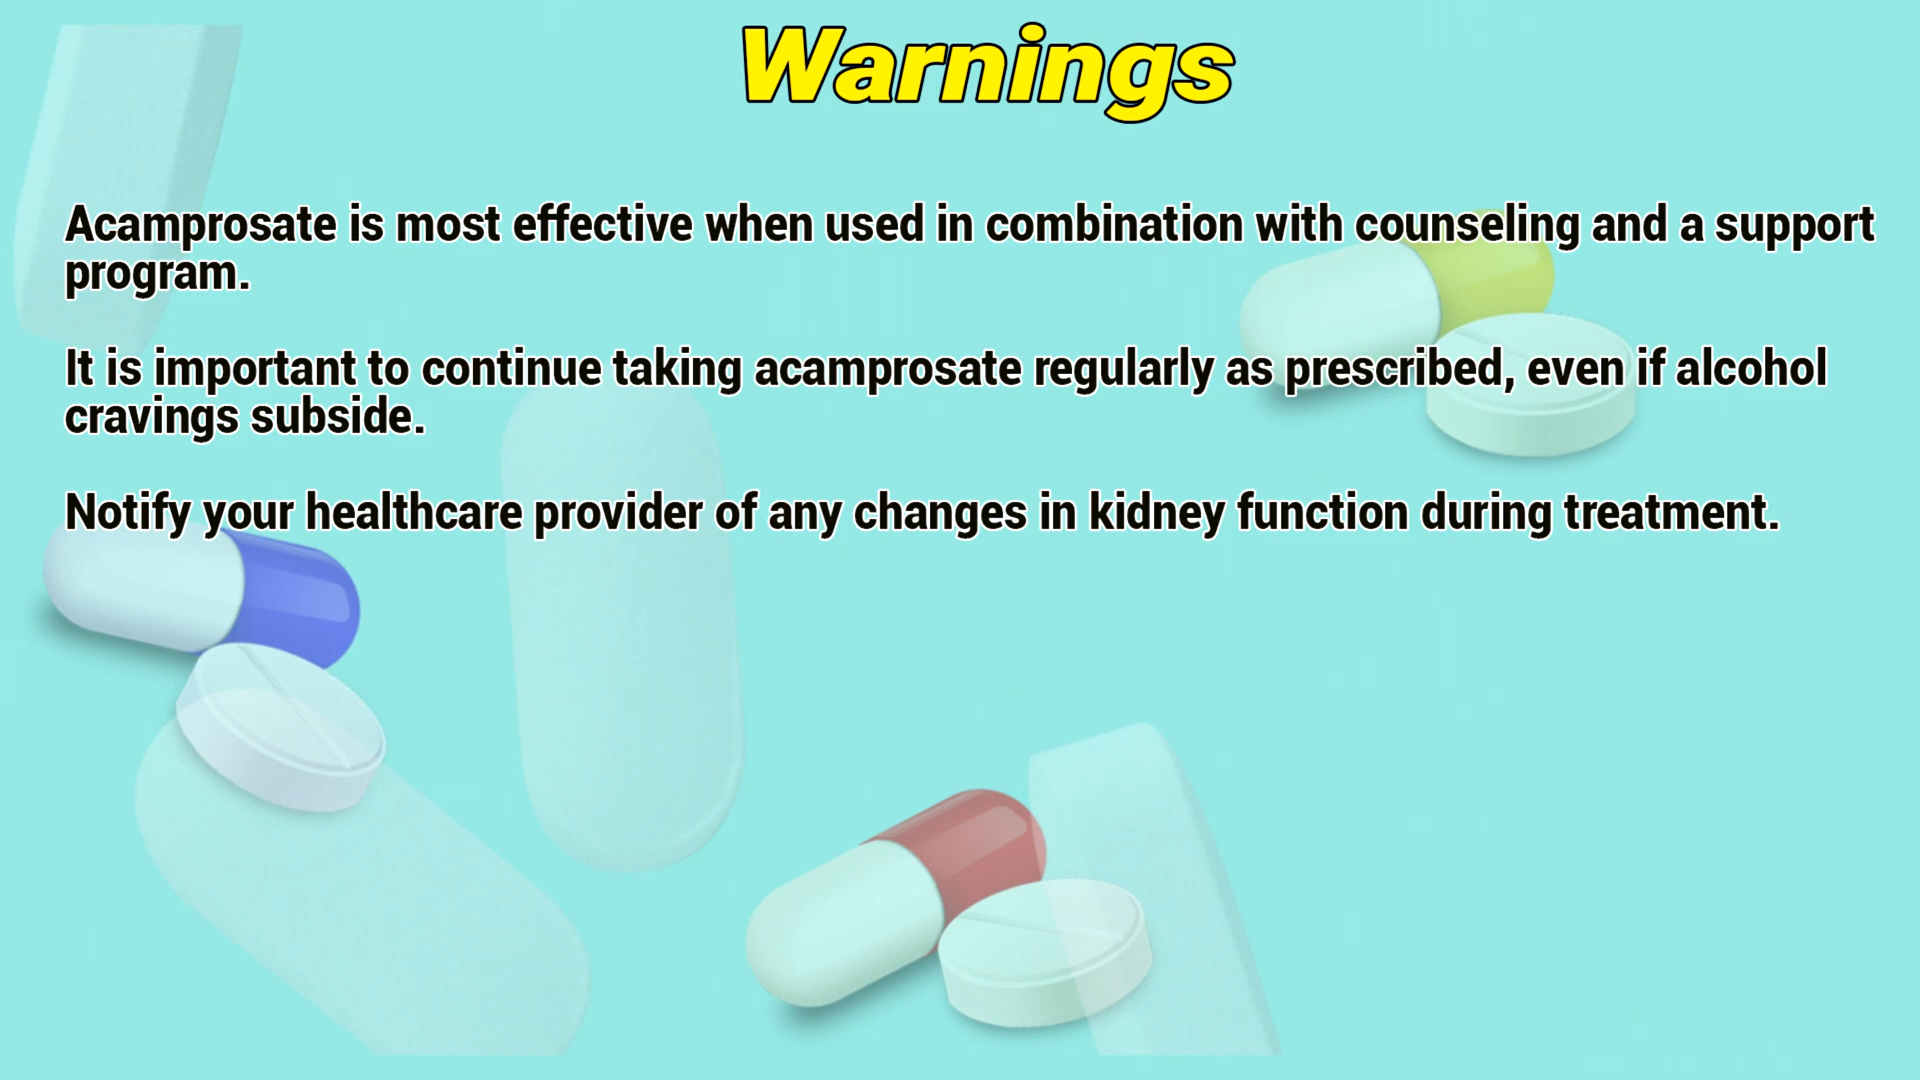 Warnings
Acamprosate is most effective when used in combination with counseling and a support
program.
It is important to continue taking acamprosate regularly as prescribed, even if alcohol
cravings subside.
Notify your healthcare provider of any changes in kidney function during treatment.